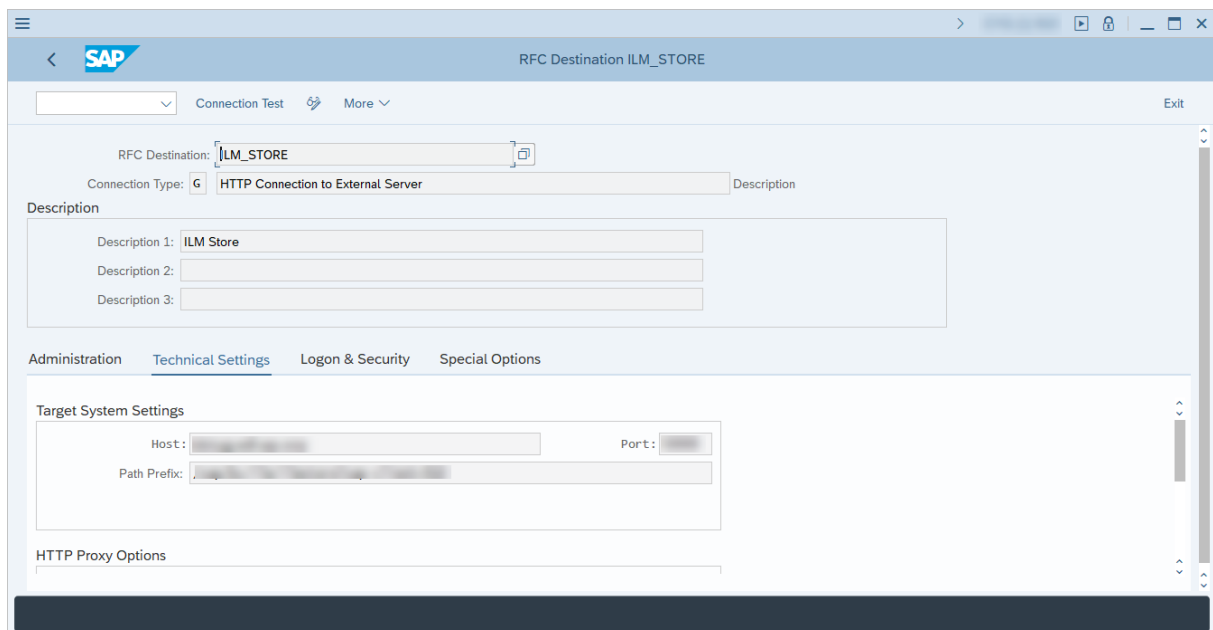 SAP
RFC Destination ILM_STORE
Connection Test
More
Exit
RFC Destination: ILM_STORE
Connection Type: G HTTP Connection to External Server Description
Description
Description 1: ILM Store
Description 2:
Description 3:
Administration Technical Settings Logon & Security Special Options
Target System Settings
Host: Port:
Path Prefix:
HTTP Proxy Options